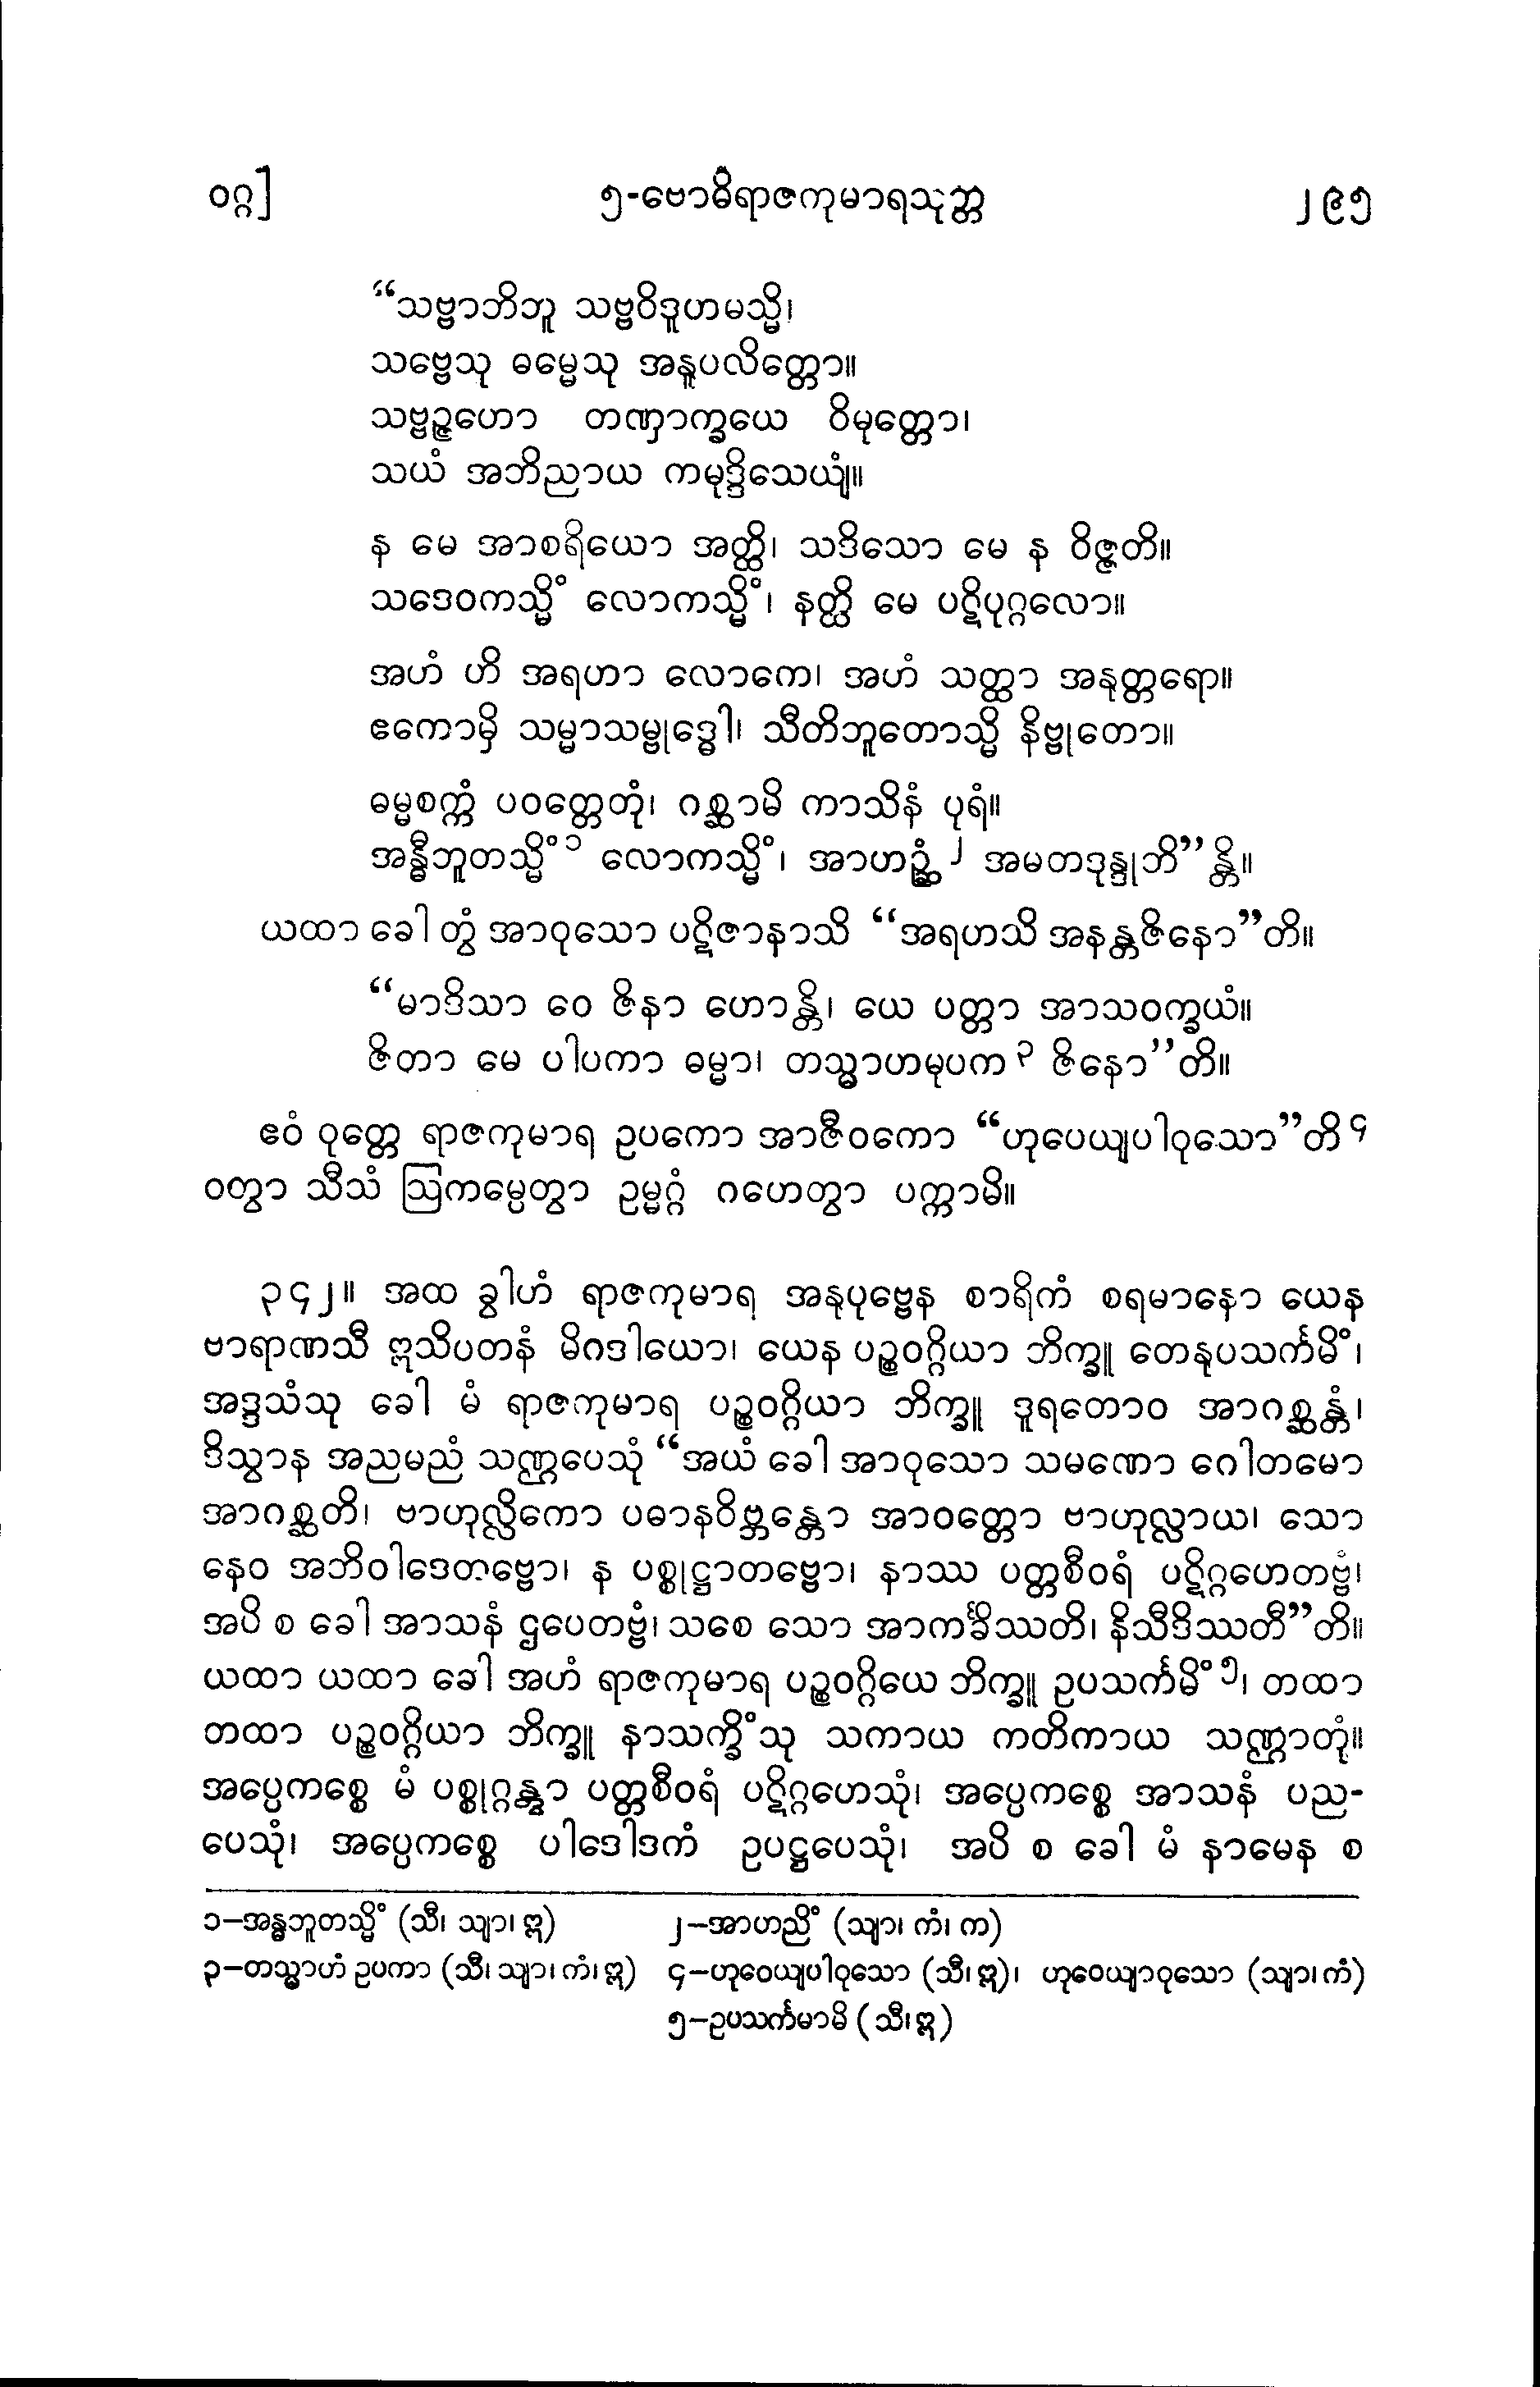 ဝဂ္ဂ]
၅-ဗောဓိရာဇကုမာရသုတ္တ
၂၉၅
“သဗ္ဗာဘိဘူ သဗ္ဗဝိဒူဟမသ္မိ၊
သဗ္ဗေသု ဓမ္မေသု အနူပလိတ္တော။
သဗ္ဗဉ္ဇဟော တဏှာက္ခယေ ဝိမုတ္တော၊
သယံ အဘိညာယ ကမုဒ္ဒိသေယျံ။
န မေ အာစရိယော အတ္ထိ၊ သဒိသော မေ န ဝိဇ္ဇတိ။
သဒေဝကသ္မိံ လောကသ္မိံ၊ နတ္ထိ မေ ပဋိပုဂ္ဂလော။
အဟံ ဟိ အရဟာ လောကေ၊ အဟံ သတ္ထာ အနုတ္တရော။
ဧကောမှိ သမ္မာသမ္ဗုဒ္ဓေါ၊ သီတိဘူတောသ္မိ နိဗ္ဗုတော။
ဓမ္မစက္ကံ ပဝတ္တေတုံ၊ ဂစ္ဆာမိ ကာသိနံ ပုရံ။
အန္ဓီဘူတသ္မိံ ၁ လောကသ္မိံ၊ အာဟဉ္ဆံ ၂ အမတဒုန္ဒုဘိ”န္တိ။
ယထာ ခေါ တွံ အာဝုသော ပဋိဇာနာသိ “အရဟသိ အနန္တဇိနော”တိ။
“မာဒိသာ ဝေ ဇိနာ ဟောန္တိ၊ ယေ ပတ္တာ အာသဝက္ခယံ။
ဇိတာ မေ ပါပကာ ဓမ္မာ၊ တသ္မာဟမုပက ၃ ဇိနော”တိ။
ဧဝံ ဝုတ္တေ ရာဇကုမာရ ဥပကော အာဇီဝကော “ဟုပေယျပါဝုသော”တိ ၄
ဝတွာ သီသံ ဩကမ္ပေတွာ ဥမ္မဂ္ဂံ ဂဟေတွာ ပက္ကာမိ။
၃၄၂။ အထ ခွါဟံ ရာဇကုမာရ အနုပုဗ္ဗေန စာရိကံ စရမာနော ယေန
ဗာရာဏသီ ဣသိပတနံ မိဂဒါယော၊ ယေန ပဉ္စဝဂ္ဂိယာ ဘိက္ခူ တေနုပသင်္ကမိံ၊
အဒ္ဒသံသု ခေါ မံ ရာဇကုမာရ ပဉ္စဝဂ္ဂိယာ ဘိက္ခူ ဒူရတောဝ အာဂစ္ဆန္တံ၊
ဒိသွာန အညမညံ သဏ္ဌပေသုံ “အယံ ခေါ အာဝုသော သမဏော ဂေါတမော
အာဂစ္ဆတိ၊ ဗာဟုလ္လိကော ပဓာနဝိဗ္ဘန္တော အာဝတ္တော ဗာဟုလ္လာယ၊ သော
နေဝ အဘိဝါဒေတဗ္ဗော၊ န ပစ္စုဋ္ဌာတဗ္ဗော၊ နာဿ ပတ္တစီဝရံ ပဋိဂ္ဂဟေတဗ္ဗံ၊
အပိ စ ခေါ အာသနံ ဌပေတဗ္ဗံ၊ သစေ သော အာကင်္ခိဿတိ၊ နိသီဒိဿတီ”တိ။
ယထာ ယထာ ခေါ အဟံ ရာဇကုမာရ ပဉ္စဝဂ္ဂိယေ ဘိက္ခူ ဥပသင်္ကမိံ ၅၊ တထာ
တထာ ပဉ္စဝဂ္ဂိယာ ဘိက္ခူ နာသက္ခိံသု သကာယ ကတိကာယ သဏ္ဌာတုံ။
အပ္ပေကစ္စေ မံ ပစ္စုဂ္ဂန္တွာ ပတ္တစီဝရံ ပဋိဂ္ဂဟေသုံ၊ အပ္ပေကစ္စေ အာသနံ ပည-
ပေသုံ၊ အပ္ပေကစ္စေ ပါဒေါဒကံ ဥပဋ္ဌပေသုံ၊ အပိ စ ခေါ မံ နာမေန စ
၁–အန္ဓဘူတသ္မိံ (သီ၊ သျာ၊ ဣ)
၂–အာဟညိံ (သျာ၊ ကံ၊ က)
၃–တသ္မာဟံ ဥပကာ (သီ၊ သျာ၊ ကံ၊ ဣ)
၄–ဟုဝေယျပါဝုသော (သီ၊ ဣ)၊ ဟုဝေယျာဝုသော (သျာ၊ ကံ)
၅–ဥပသင်္ကမာမိ (သီ၊ ဣ)